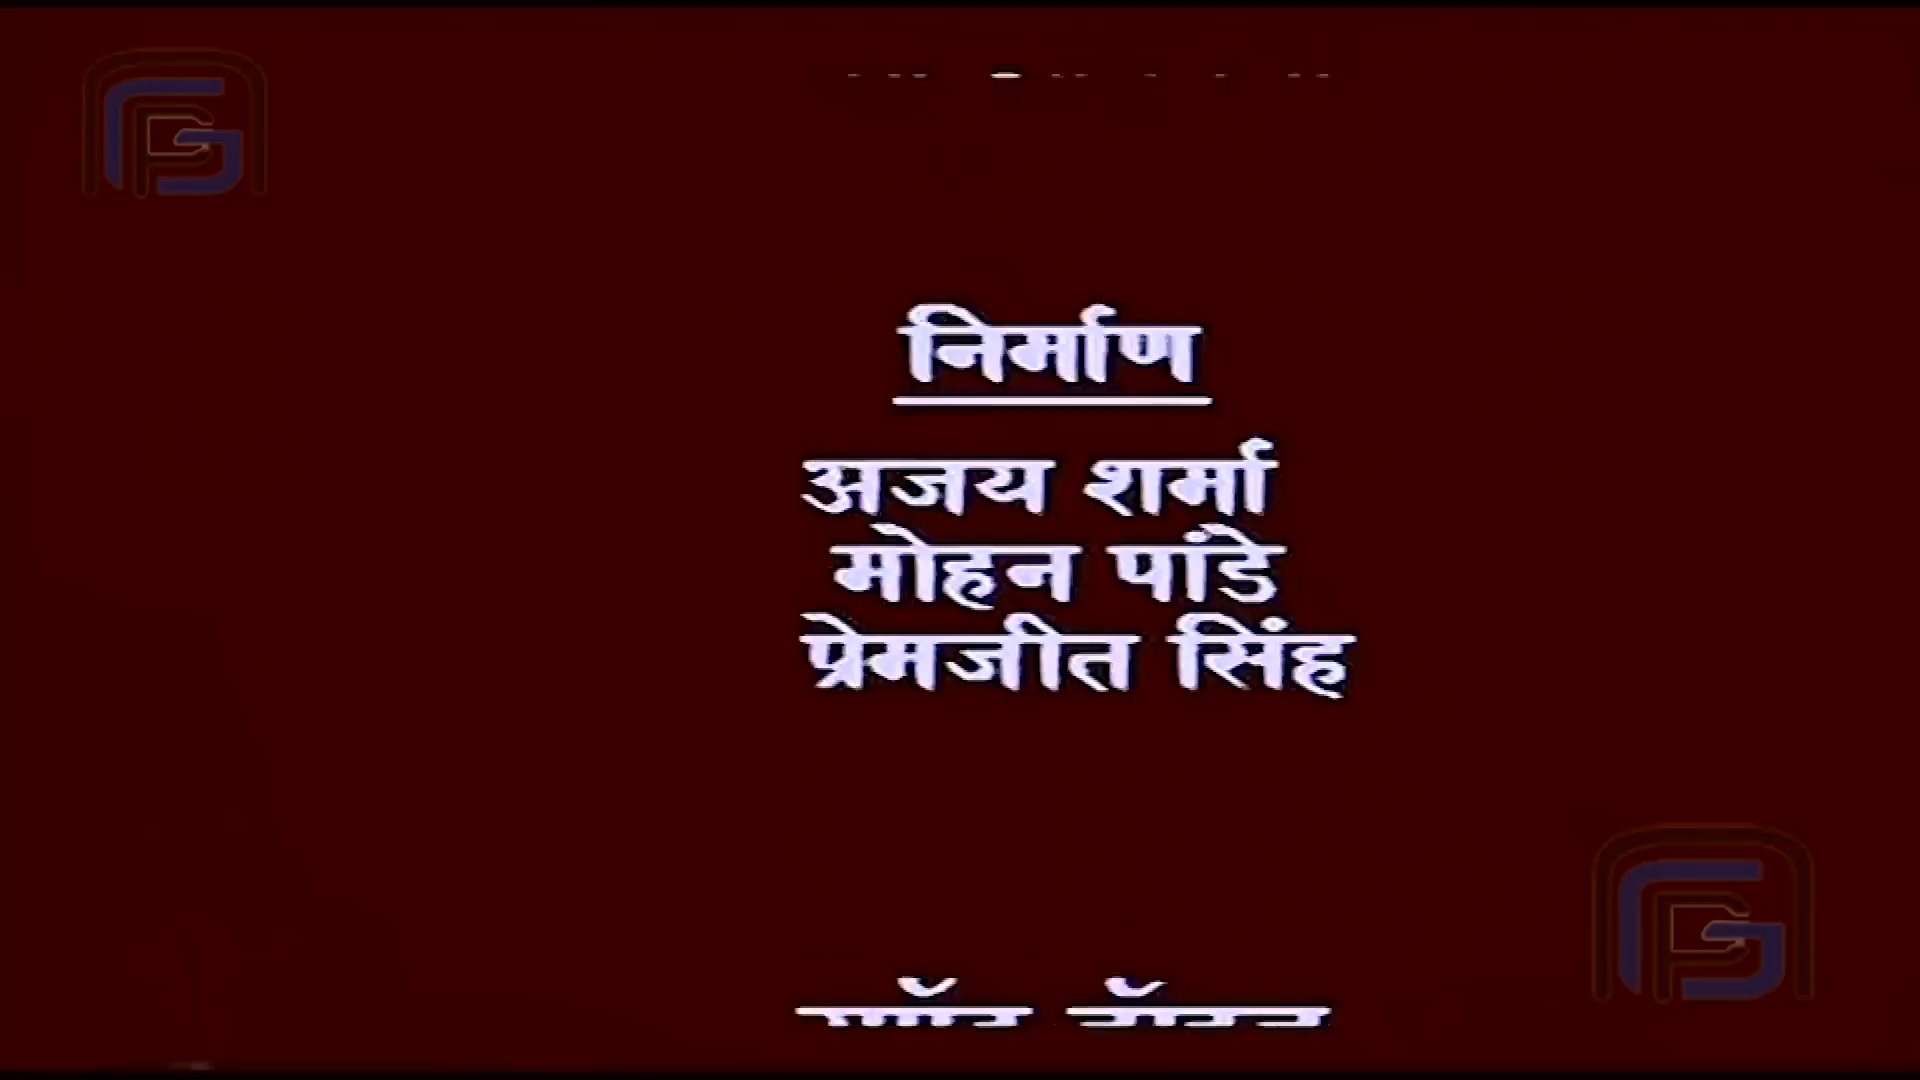 निर्माण
अजय शर्मा
मोहन पांडे
प्रेमजीत सिंह